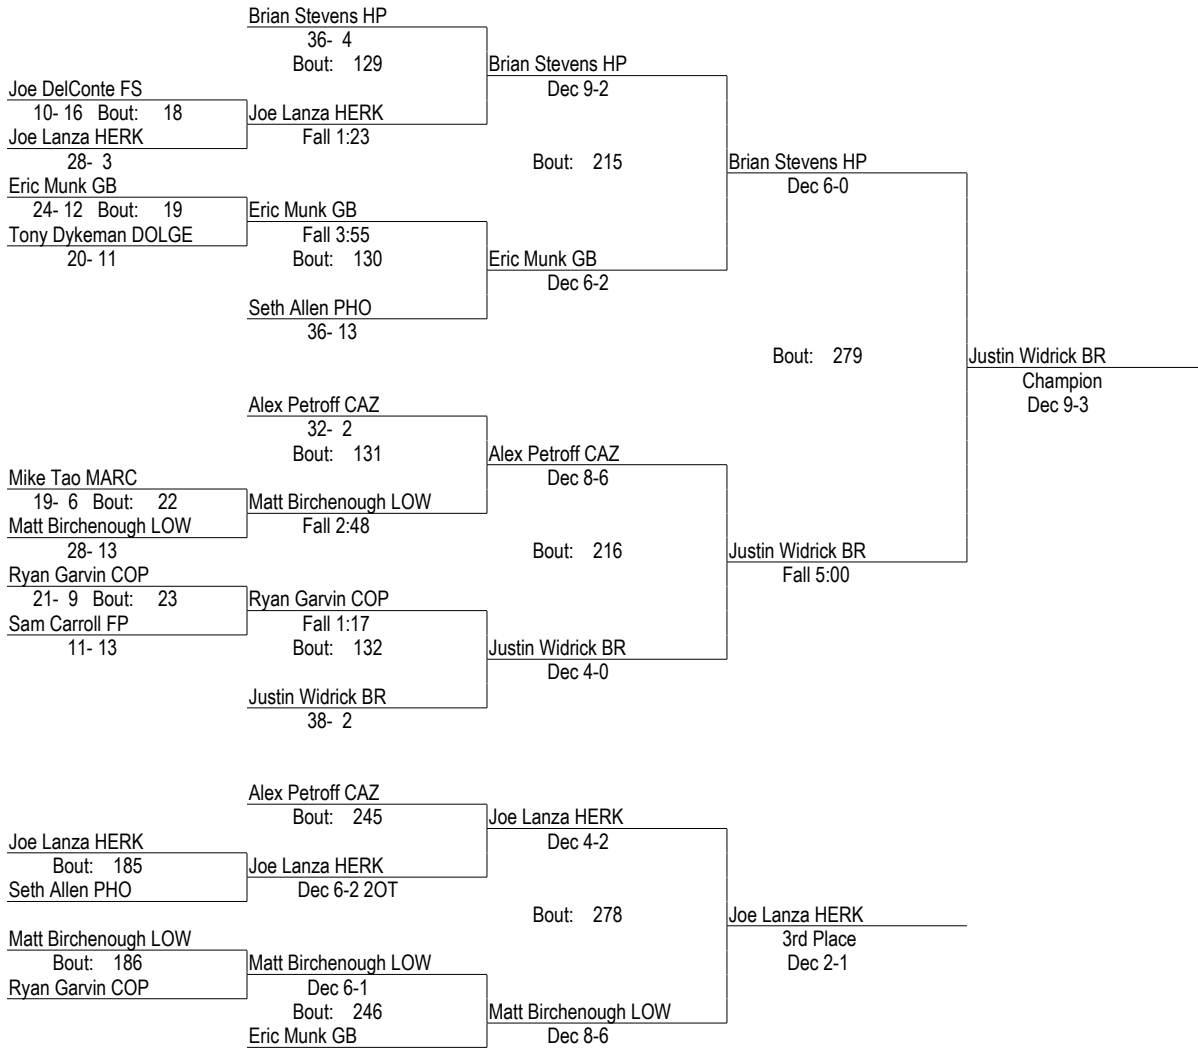 Brian Stevens HP
36- 4
Bout: 129
Brian Stevens HP
Joe DelConte FS
Dec 9-2
10- 16 Bout: 18
Joe Lanza HERK
Joe Lanza HERK
Fall 1:23
28- 3
Bout: 215
Brian Stevens HP
Eric Munk GB
Dec 6-0
24- 12 Bout: 19
Eric Munk GB
Tony Dykeman DOLGE
Fall 3:55
20- 11
Bout: 130
Eric Munk GB
Dec 6-2
Seth Allen PHO
36- 13
Bout: 279
Justin Widrick BR
Champion
Dec 9-3
Alex Petroff CAZ
32- 2
Bout: 131
Alex Petroff CAZ
Mike Tao MARC
Dec 8-6
19- 6 Bout: 22
Matt Birchenough LOW
Matt Birchenough LOW
Fall 2:48
28- 13
Bout: 216
Justin Widrick BR
Ryan Garvin COP
Fall 5:00
21- 9 Bout: 23
Ryan Garvin COP
Sam Carroll FP
Fall 1:17
11- 13
Bout: 132
Justin Widrick BR
Dec 4-0
Justin Widrick BR
38- 2
Alex Petroff CAZ
Bout: 245
Joe Lanza HERK
Joe Lanza HERK
Dec 4-2
Bout: 185
Joe Lanza HERK
Seth Allen PHO
Dec 6-2 2OT
Bout: 278
Joe Lanza HERK
Matt Birchenough LOW
3rd Place
Bout: 186
Matt Birchenough LOW
Dec 2-1
Ryan Garvin COP
Dec 6-1
Bout: 246
Matt Birchenough LOW
Eric Munk GB
Dec 8-6